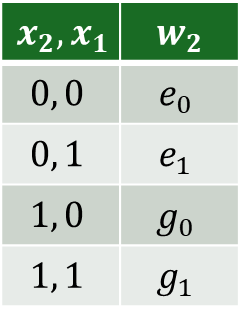 x₂, x₁ w₂
0,0 e₀
0,1 e₁
1,0 g₀
1,1 g₁